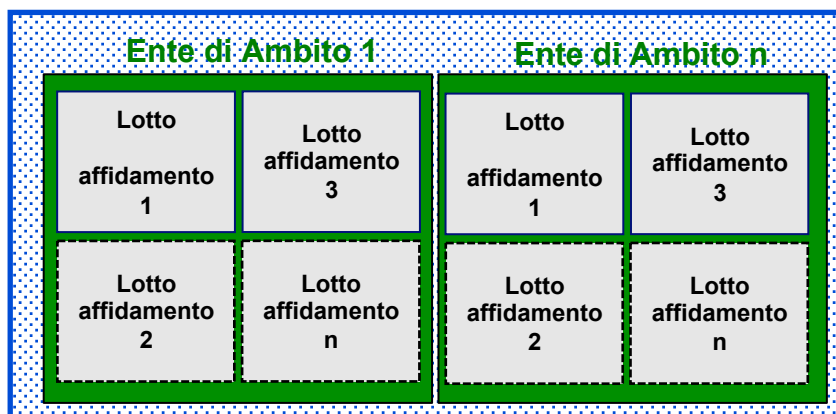 Ente di Ambito 1
Lotto
affidamento
1
Lotto
affidamento
3
Lotto
affidamento
2
Lotto
affidamento
n
Ente di Ambito n
Lotto
affidamento
1
Lotto
affidamento
3
Lotto
affidamento
2
Lotto
affidamento
n